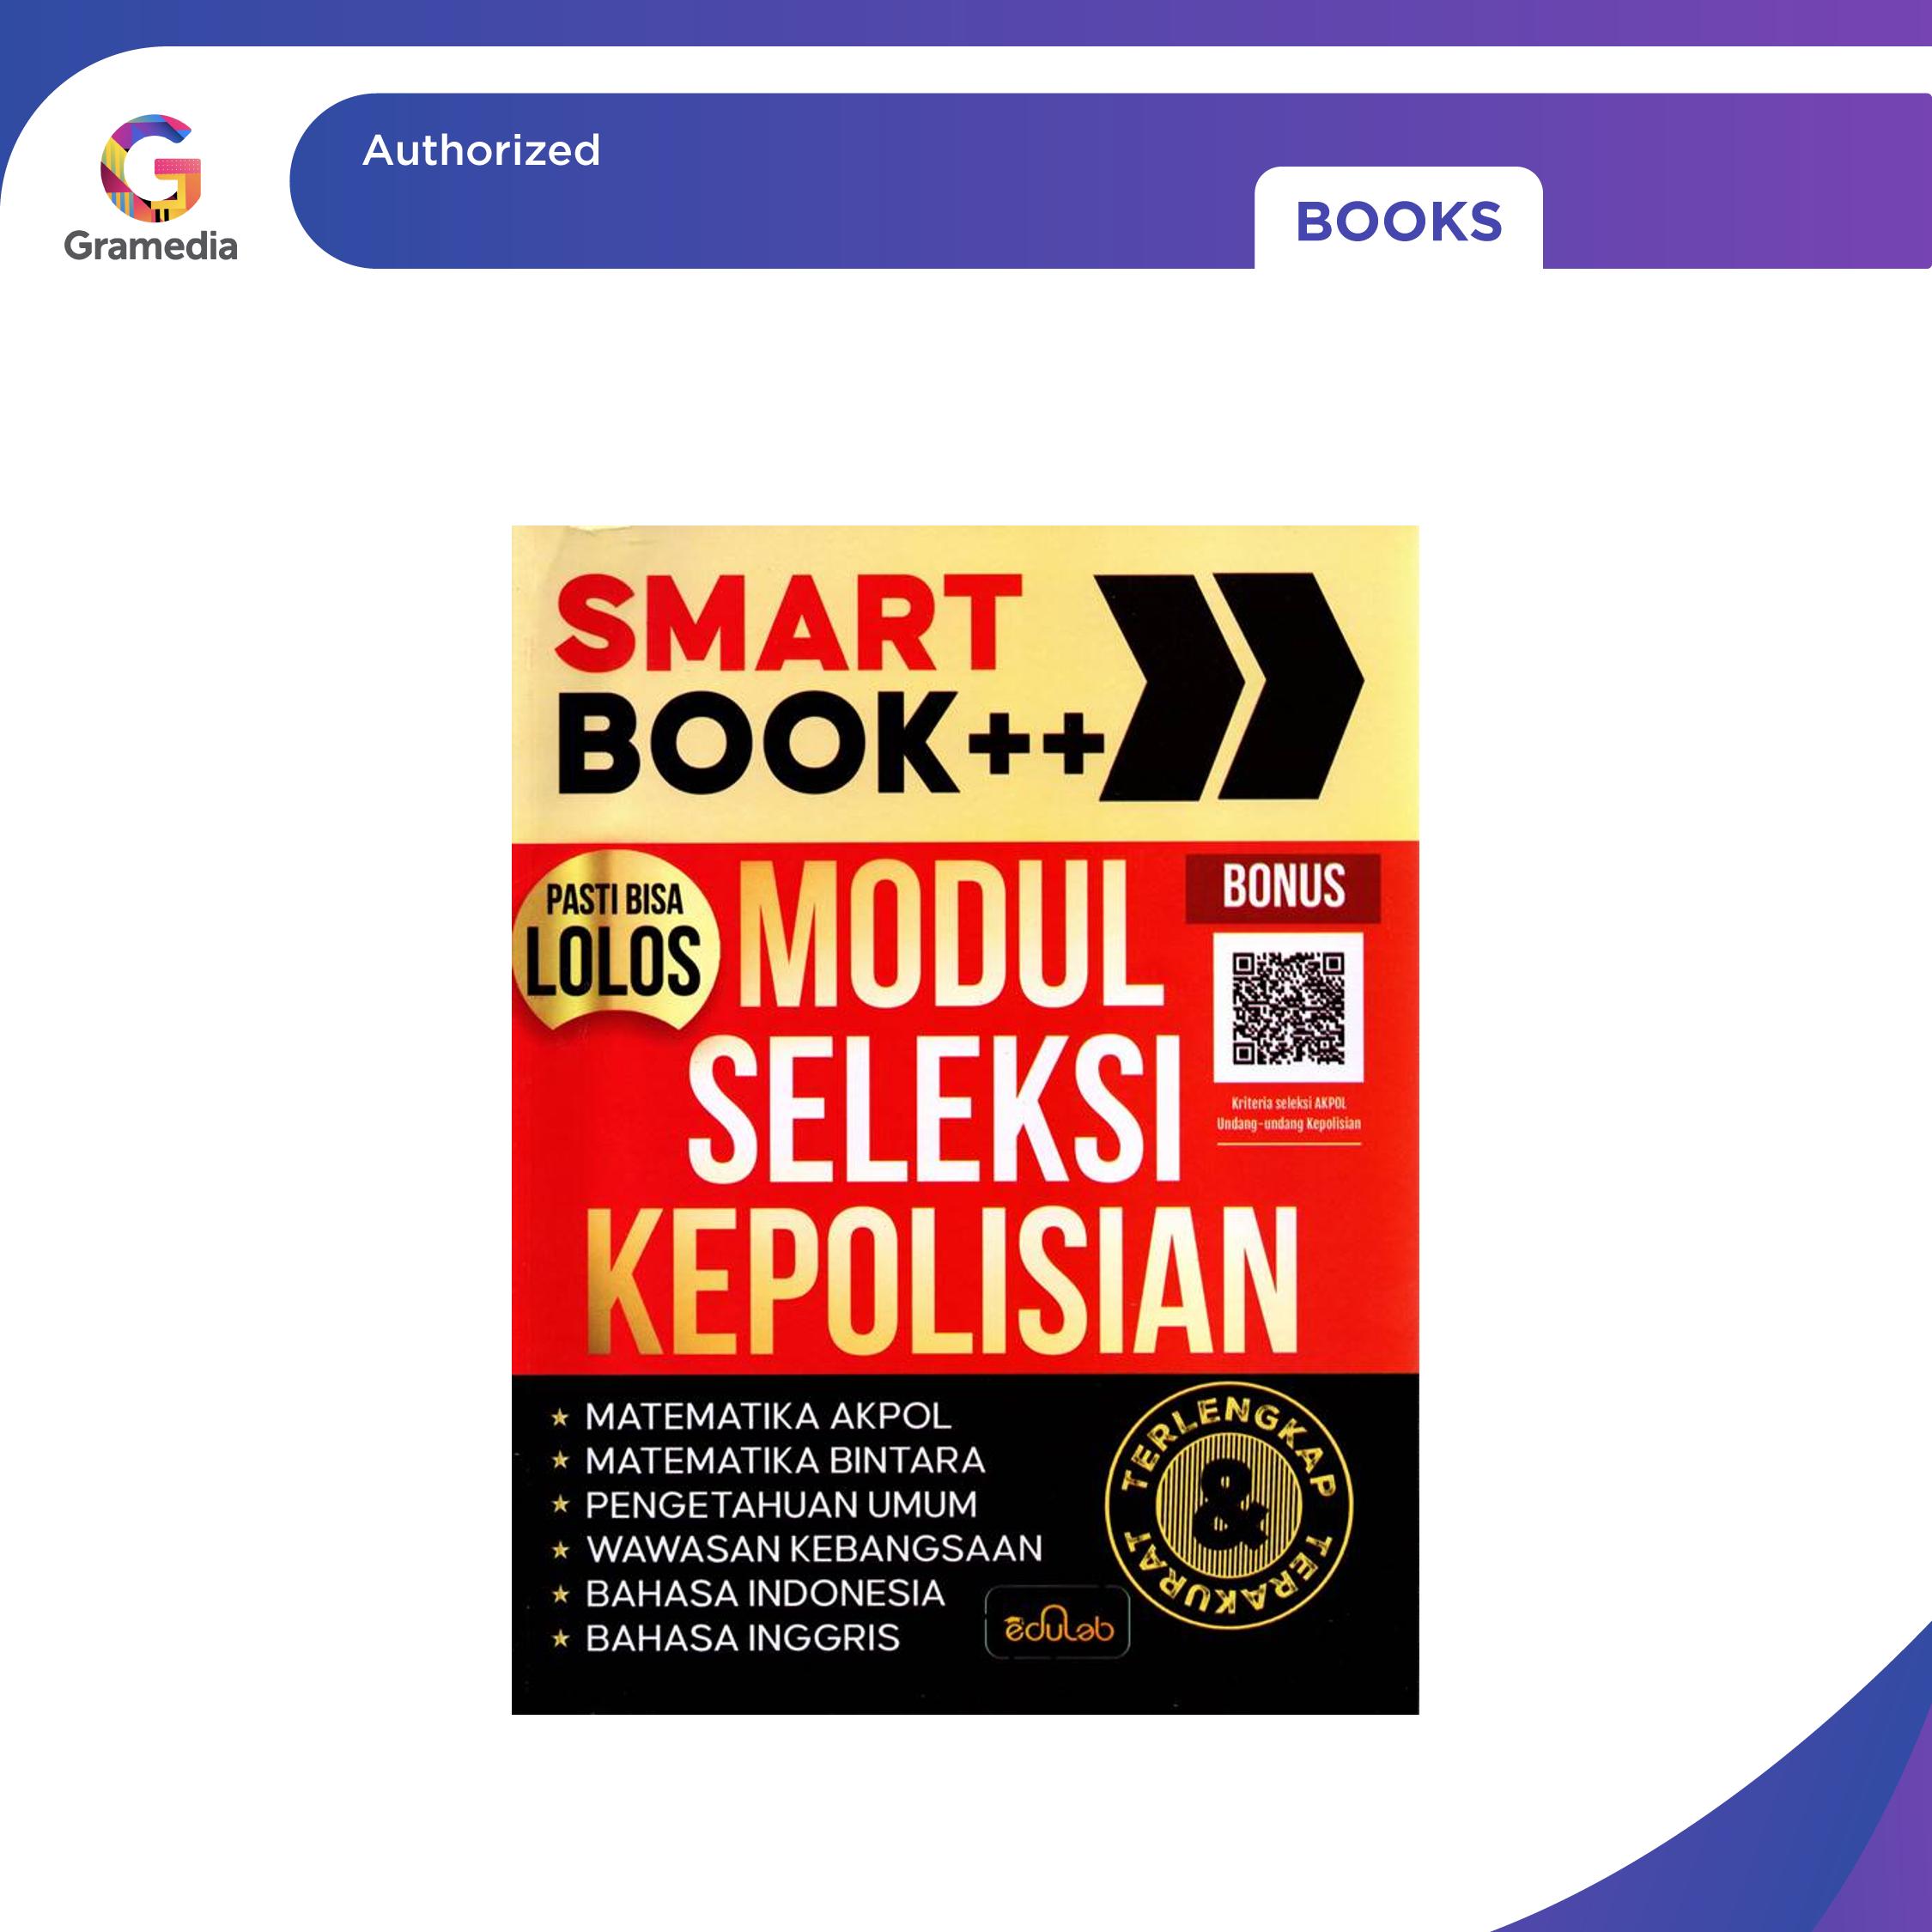 Authorized
Gramedia
BOOKS
SMART
BOOK++
PASTI BISA
LOLOS
MODUL
SELEKSI
KEPOLISIAN
BONUS
Kriteria seleksi AKPOL
Undang-undang Kepolisian
★ MATEMATIKA AKPOL
★ MATEMATIKA BINTARA
★ PENGETAHUAN UMUM
★ WAWASAN KEBANGSAAN
★ BAHASA INDONESIA
★ BAHASA INGGRIS
TERLENGKAP
&
TERAKURAT
eduLab